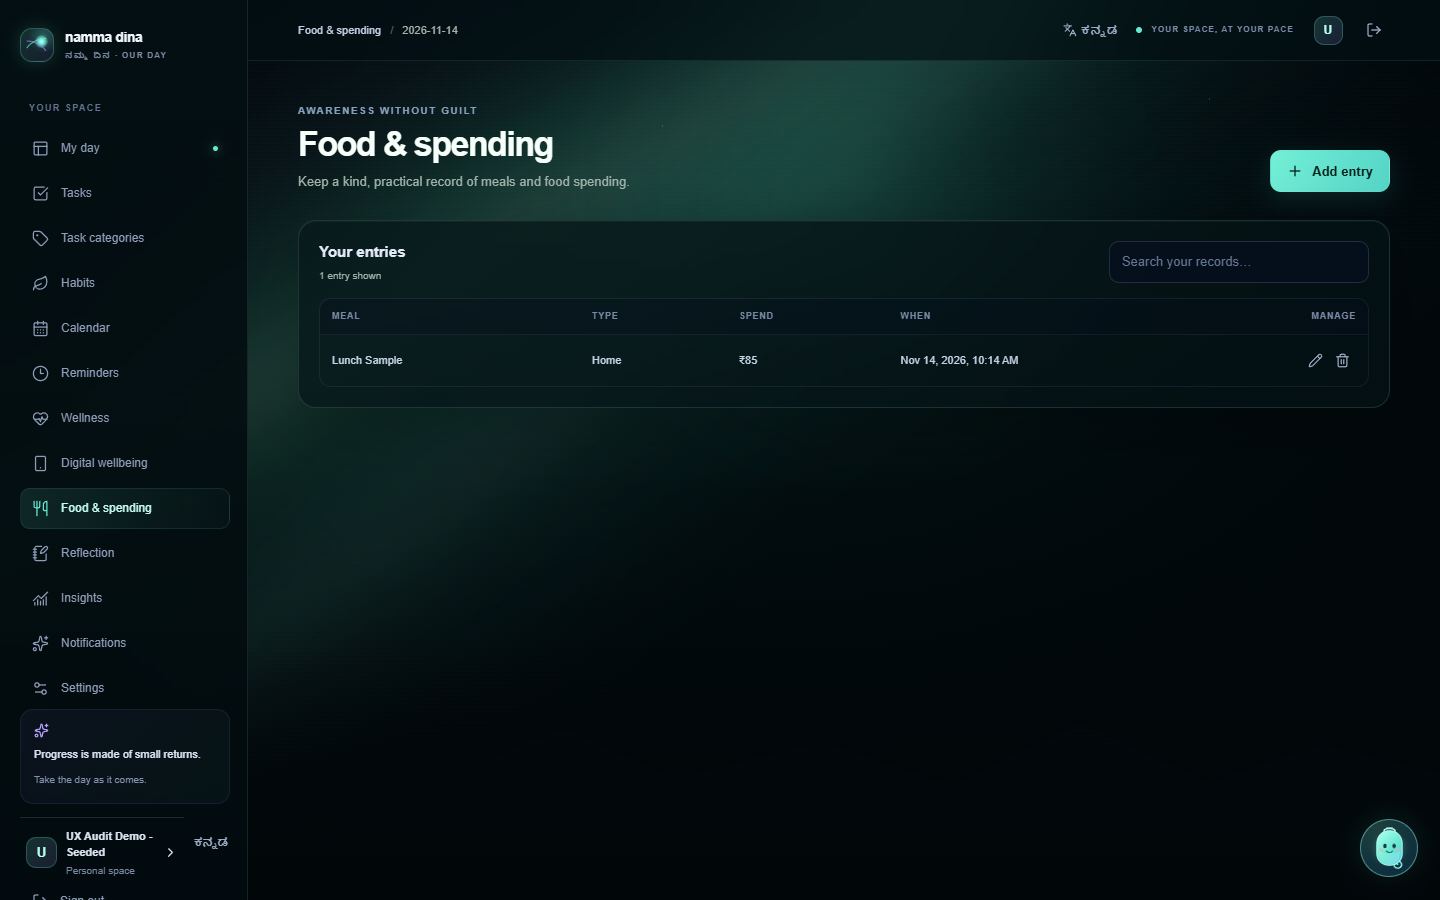 namma dina
ನಮ್ಮ ದಿನ · OUR DAY
YOUR SPACE
My day
Tasks
Task categories
Habits
Calendar
Reminders
Wellness
Digital wellbeing
Food & spending
Reflection
Insights
Notifications
Settings
Progress is made of small returns.
Take the day as it comes.
U
UX Audit Demo -
Seeded
Personal space
ಕನ್ನಡ
Sign out
Food & spending / 2026-11-14
ಕನ್ನಡ
YOUR SPACE, AT YOUR PACE
U
AWARENESS WITHOUT GUILT
Food & spending
Keep a kind, practical record of meals and food spending.
Add entry
Your entries
1 entry shown
Search your records...
MEAL TYPE SPEND WHEN MANAGE
Lunch Sample Home ₹85 Nov 14, 2026, 10:14 AM